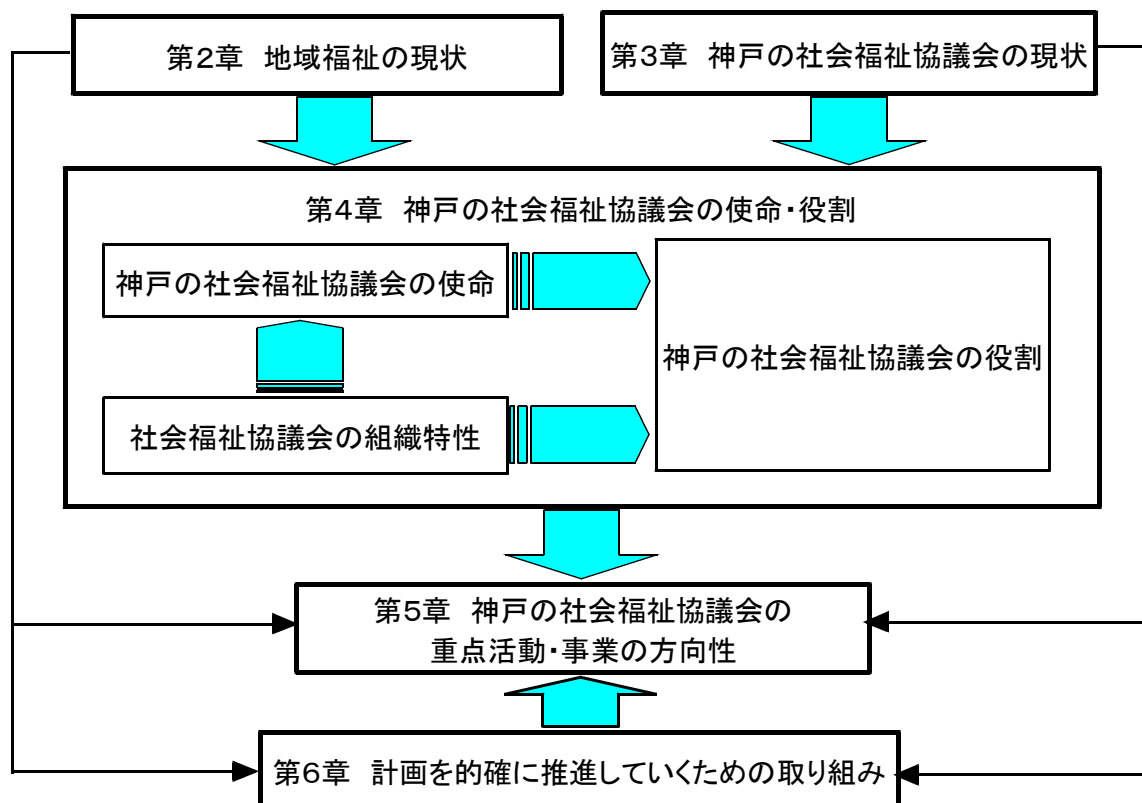 第2章 地域福祉の現状
第3章 神戸の社会福祉協議会の現状
第4章 神戸の社会福祉協議会の使命・役割
神戸の社会福祉協議会の使命
神戸の社会福祉協議会の役割
社会福祉協議会の組織特性
第5章 神戸の社会福祉協議会の
重点活動・事業の方向性
第6章 計画を的確に推進していくための取り組み